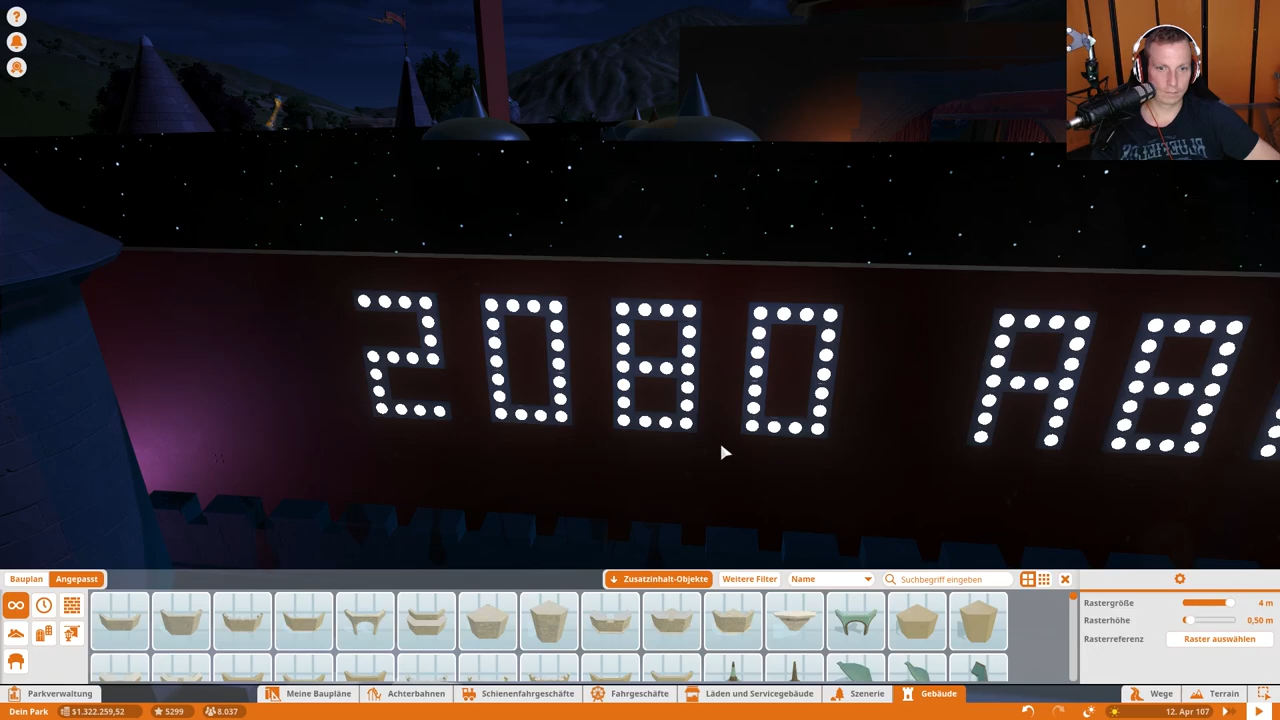 2080 AB
Bauplan Angepasst Zusatzinhalt-Objekte Weitere Filter Name Suchbegriff eingeben
Rastergröße 4 m
Rasterhöhe 0,50 m
Rasterreferenz Raster auswählen
Parkverwaltung Meine Baupläne Achterbahnen Schienenfahrgeschäfte Fahrgeschäfte Läden und Servicegebäude Szenerie Gebäude Wege Terrain
Dein Park $1.322.259,52 5299 8.037 12. Apr 107